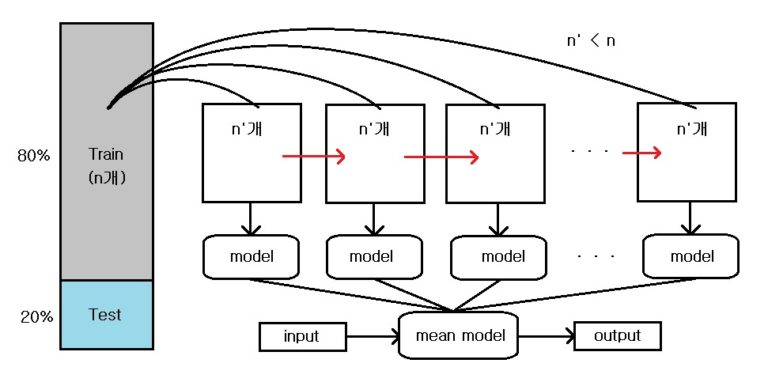 n' < n
n'개
n'개
n'개
n'개
80%
Train
(n개)
. . .
model
model
model
. . .
model
20%
Test
input
mean model
output